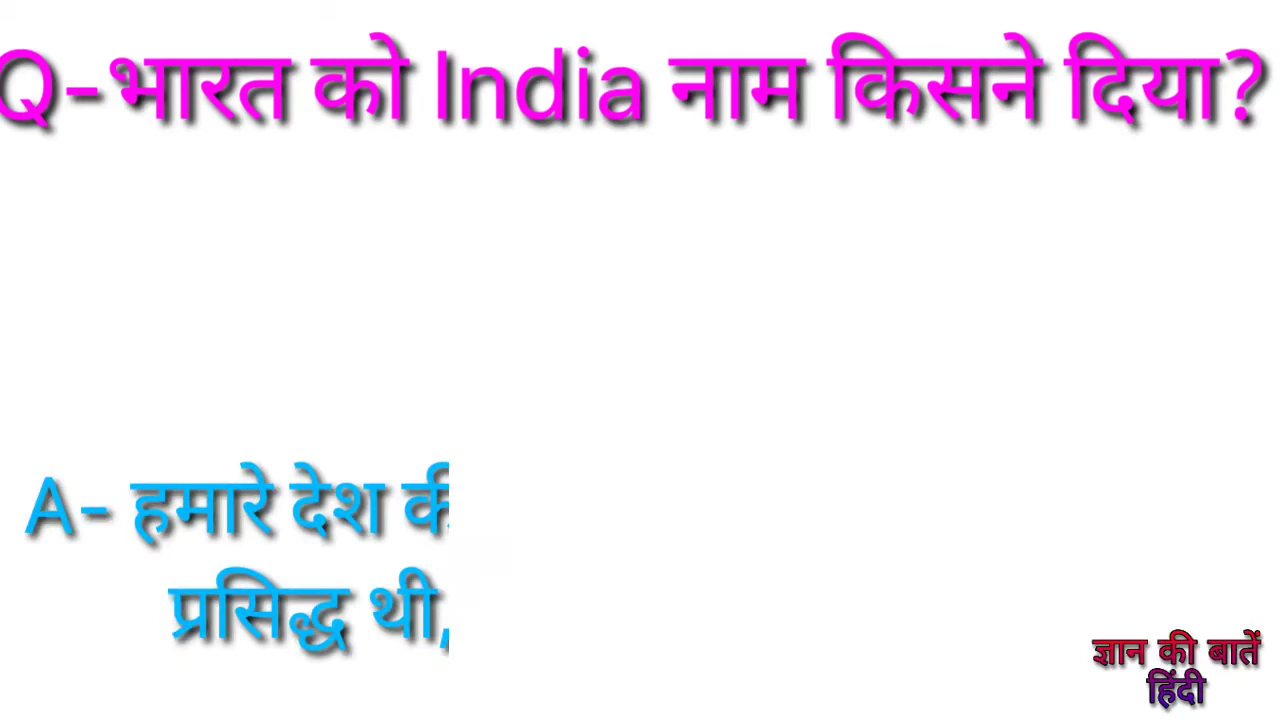 Q-भारत को India नाम किसने दिया?
A- हमारे देश की
प्रसिद्ध थी,
ज्ञान की बातें
हिंदी